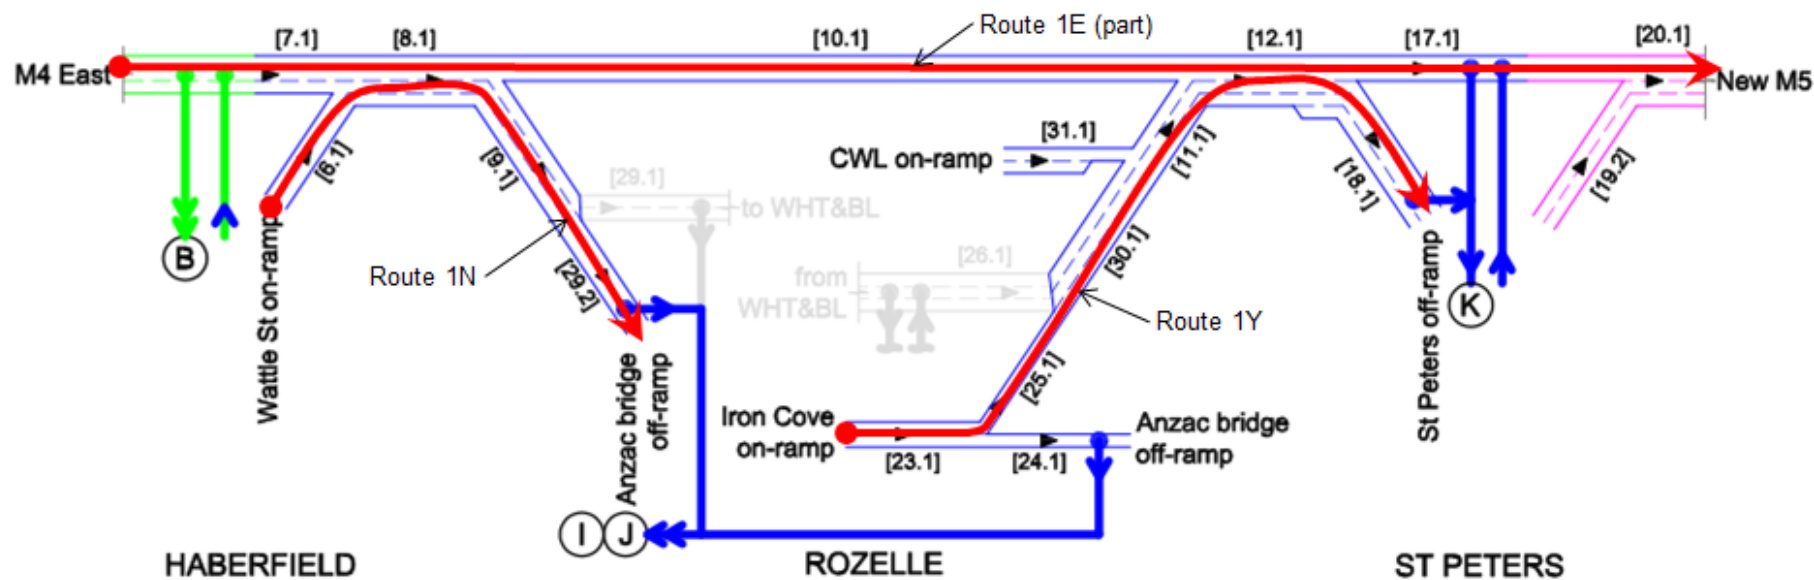 Route 1E (part)
[7.1]
[8.1]
[10.1]
[12.1]
[17.1]
[20.1]
M4 East
New M5
[6.1]
[9.1]
[31.1]
CWL on-ramp
[11.1]
[18.1]
[19.2]
[29.1]
to WHT&BL
B
Wattle St on-ramp
Route 1N
[29.2]
[26.1]
from
WHT&BL
[30.1]
Route 1Y
K
St Peters off-ramp
[25.1]
Anzac bridge
off-ramp
Iron Cove
on-ramp
[23.1]
[24.1]
Anzac bridge
off-ramp
I
J
HABERFIELD
ROZELLE
ST PETERS